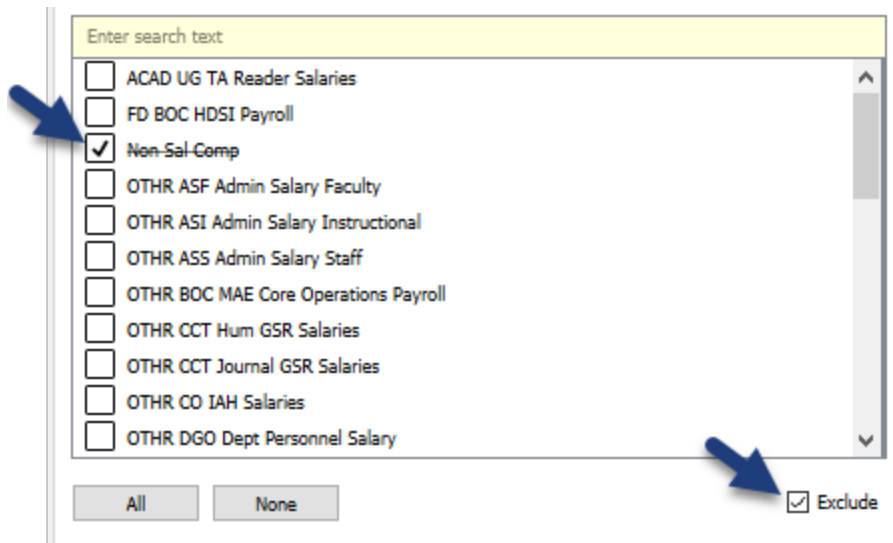 Enter search text
ACAD UG TA Reader Salaries
FD BOC HDSI Payroll
Non Sal Comp
OTHR ASF Admin Salary Faculty
OTHR ASI Admin Salary Instructional
OTHR ASS Admin Salary Staff
OTHR BOC MAE Core Operations Payroll
OTHR CCT Hum GSR Salaries
OTHR CCT Journal GSR Salaries
OTHR CO IAH Salaries
OTHR DGO Dept Personnel Salary
All None Exclude